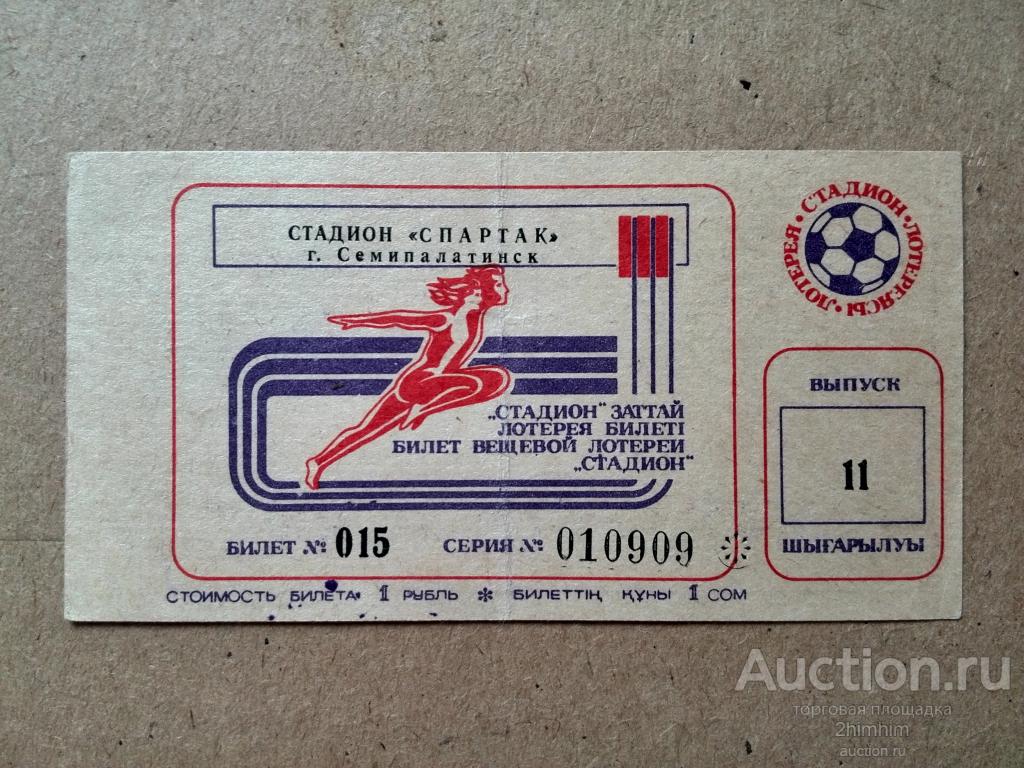 СТАДИОН «СПАРТАК»
г. Семипалатинск
ЛОТЕРЕЯ • СТАДИОН • ЛОТЕРЕЯСЫ •
„СТАДИОН" ЗАТТАЙ
ЛОТЕРЕЯ БИЛЕТІ
БИЛЕТ ВЕЩЕВОЙ ЛОТЕРЕИ
„СТАДИОН"
БИЛЕТ № 015 СЕРИЯ № 010909
ВЫПУСК
11
ШЫҒАРЫЛУЫ
СТОИМОСТЬ БИЛЕТА 1 РУБЛЬ * БИЛЕТТІҢ ҚҰНЫ 1 СОМ
Auction.ru
торговая площадка
2himhim
auction.ru